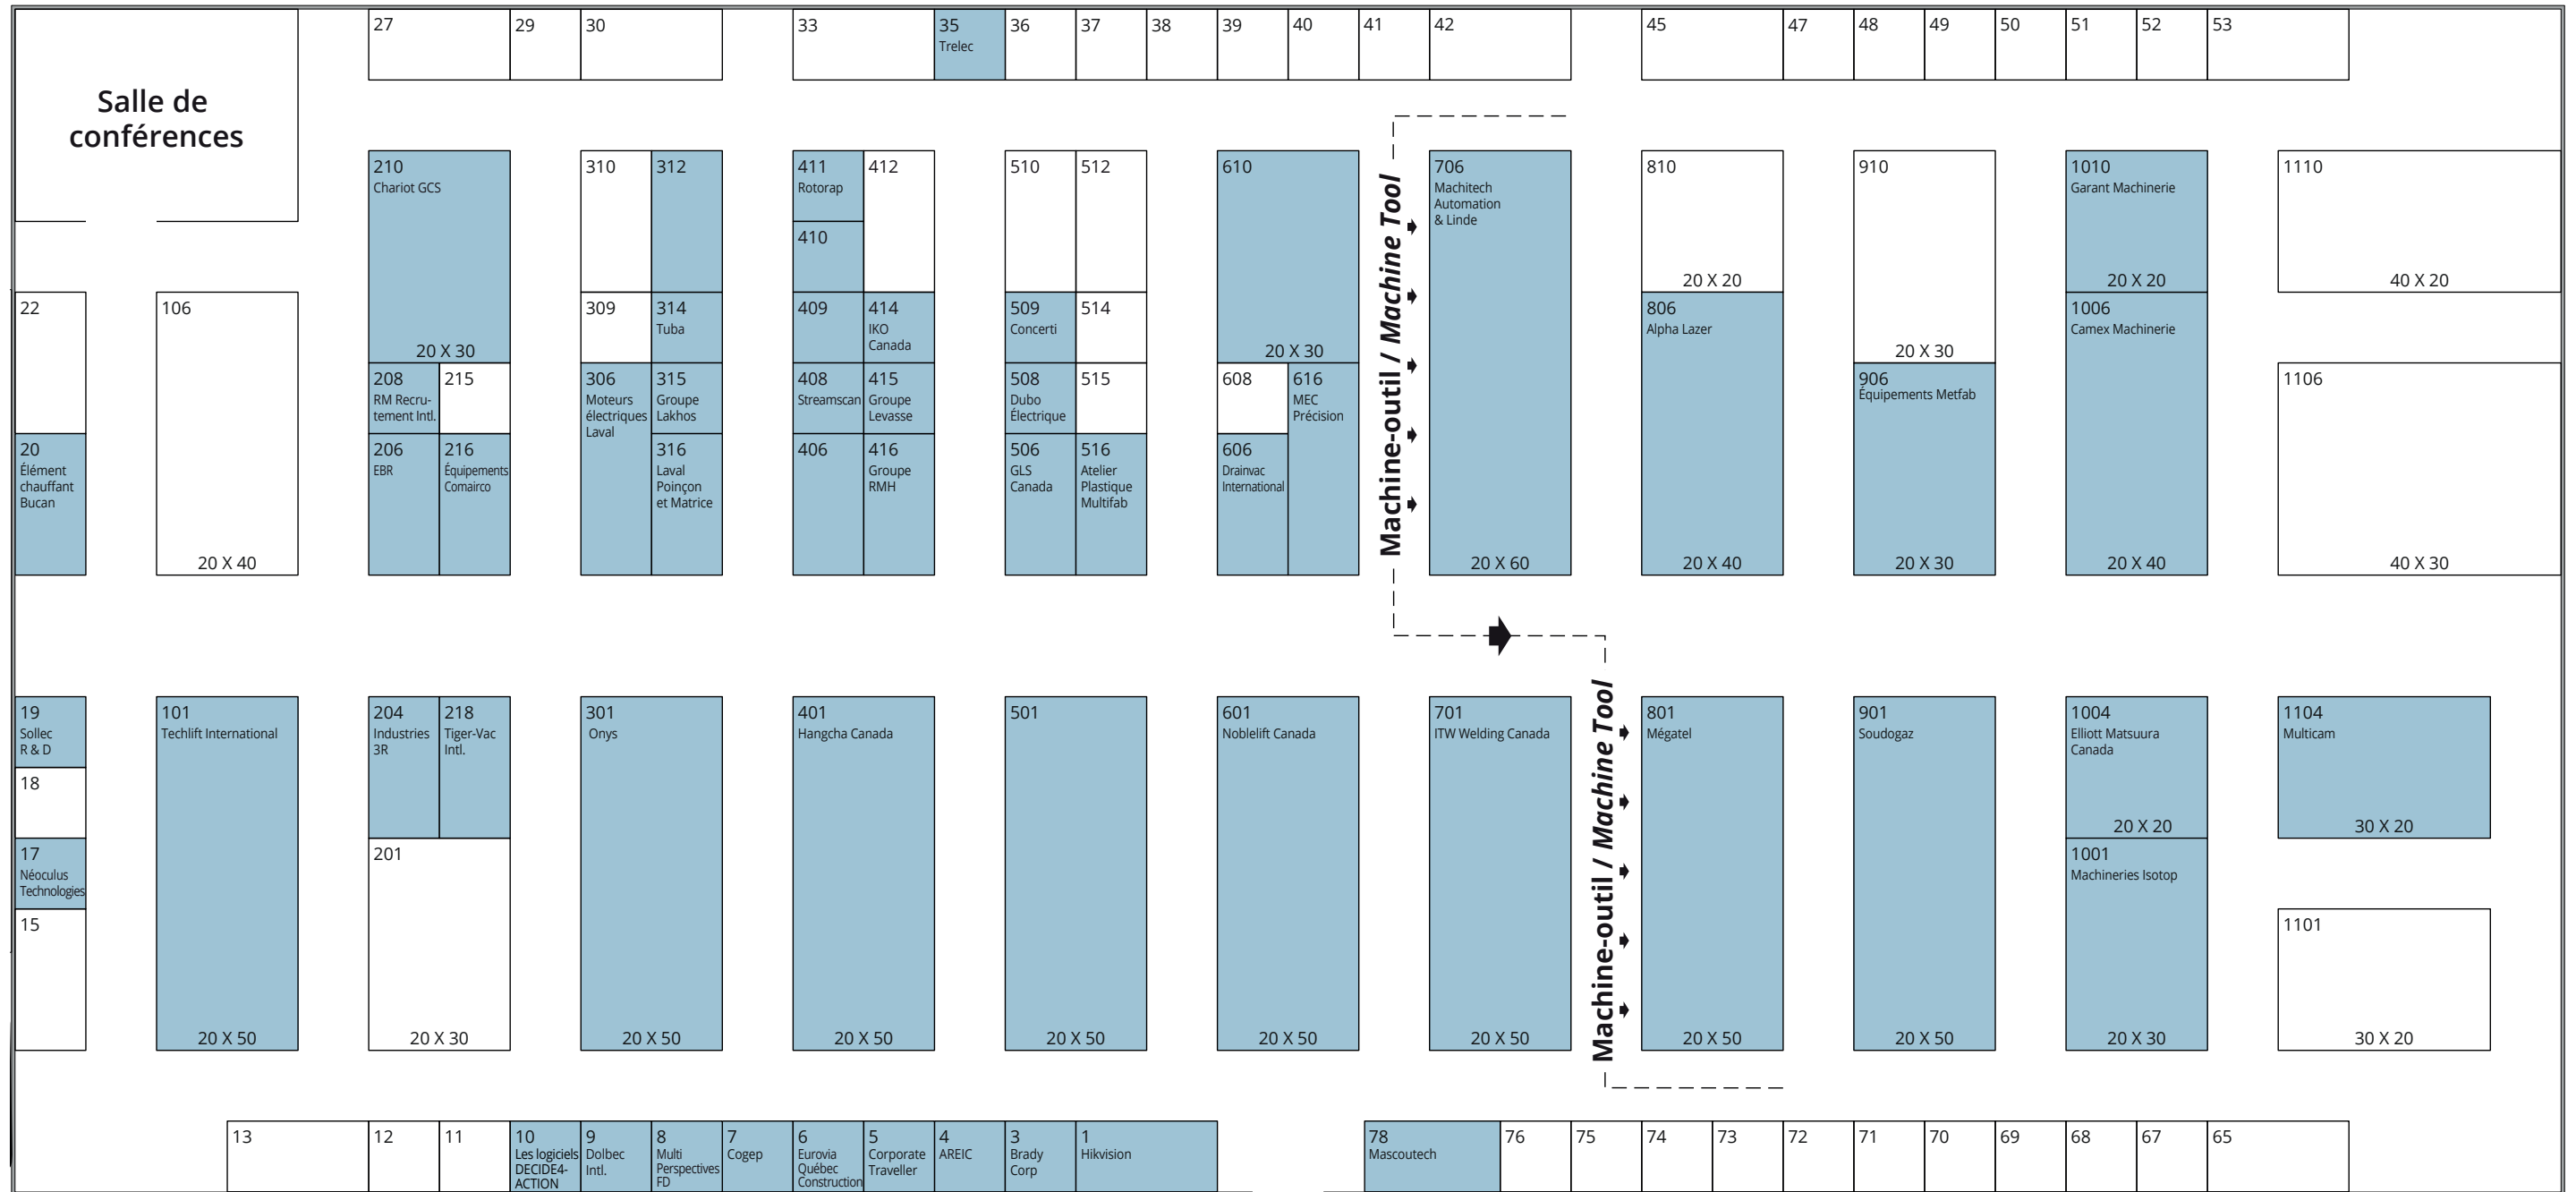 27
29
30
33
35
Trelec
36
37
38
39
40
41
42
45
47
48
49
50
51
52
53
Salle de
conférences
210
Chariot GCS
20 X 30
310
312
411
Rotorap
412
410
510
512
610
20 X 30
Machine-outil / Machine Tool
706
Machitech
Automation
& Linde
20 X 60
810
20 X 20
910
20 X 30
1010
Garant Machinerie
20 X 20
1110
40 X 20
22
106
20 X 40
309
314
Tuba
409
414
IKO
Canada
509
Concerti
514
806
Alpha Lazer
20 X 40
1006
Camex Machinerie
20 X 40
208
RM Recru-
tement Intl.
215
306
Moteurs
électriques
Laval
315
Groupe
Lakhos
408
Streamscan
415
Groupe
Levasse
508
Dubo
Électrique
515
608
616
MEC
Précision
906
Équipements Metfab
20 X 30
1106
40 X 30
20
Élément
chauffant
Bucan
206
EBR
216
Équipements
Comairco
316
Laval
Poinçon
et Matrice
406
416
Groupe
RMH
506
GLS
Canada
516
Atelier
Plastique
Multifab
606
Drainvac
International
19
Sollec
R & D
101
Techlift International
20 X 50
204
Industries
3R
218
Tiger-Vac
Intl.
301
Onys
20 X 50
401
Hangcha Canada
20 X 50
501
20 X 50
601
Noblelift Canada
20 X 50
701
ITW Welding Canada
20 X 50
Machine-outil / Machine Tool
801
Mégatel
20 X 50
901
Soudogaz
20 X 50
1004
Elliott Matsuura
Canada
20 X 20
1104
Multicam
30 X 20
18
17
Néoculus
Technologies
201
20 X 30
1001
Machineries Isotop
20 X 30
15
1101
30 X 20
13
12
11
10
Les logiciels
DECIDE4-
ACTION
9
Dolbec
Intl.
8
Multi
Perspectives
FD
7
Cogep
6
Eurovia
Québec
Construction
5
Corporate
Traveller
4
AREIC
3
Brady
Corp
1
Hikvision
78
Mascoutech
76
75
74
73
72
71
70
69
68
67
65